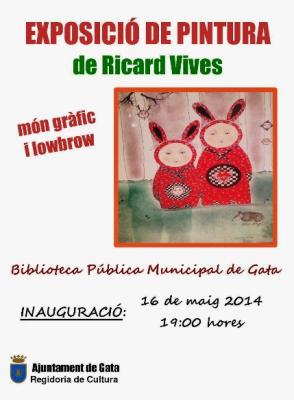 EXPOSICIÓ DE PINTURA
de Ricard Vives
món gràfic
i lowbrow
Biblioteca Pública Municipal de Gata
INAUGURACIÓ: 16 de maig 2014
19:00 hores
Ajuntament de Gata
Regidoria de Cultura